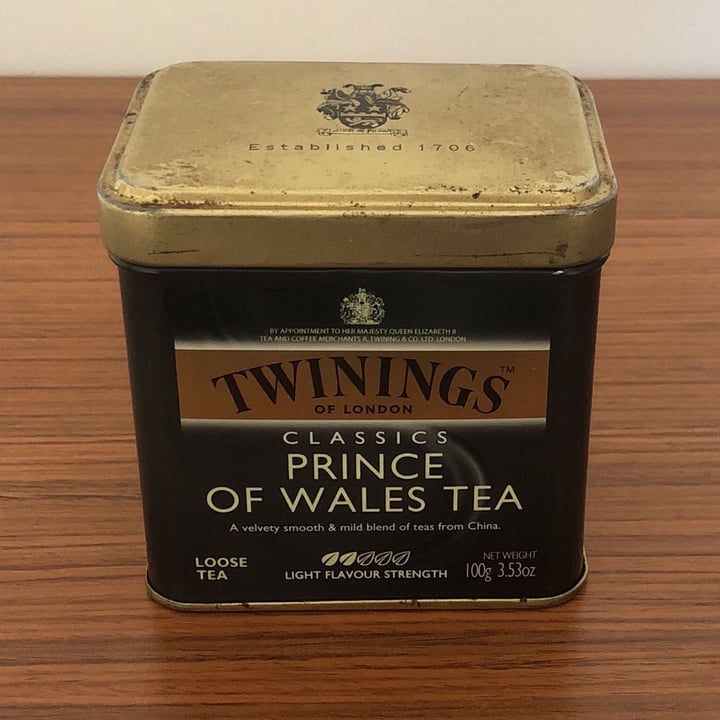 Established 1706
BY APPOINTMENT TO HER MAJESTY QUEEN ELIZABETH II
TEA AND COFFEE MERCHANTS R. TWINING & CO. LTD. LONDON
TWININGS™
OF LONDON
CLASSICS
PRINCE
OF WALES TEA
A velvety smooth & mild blend of teas from China.
LOOSE
TEA
LIGHT FLAVOUR STRENGTH
NET WEIGHT
100g 3.53oz